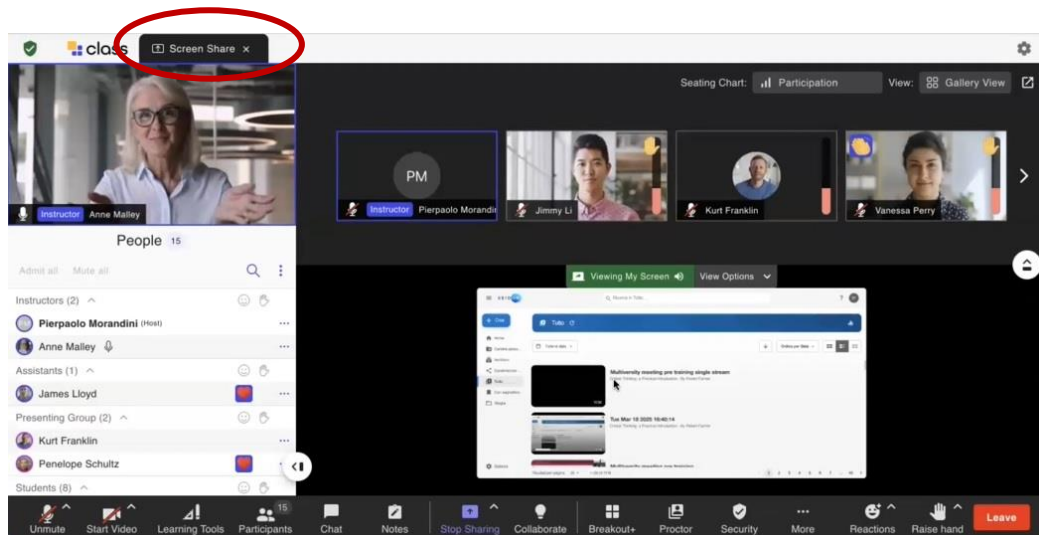 class
Screen Share ×
Seating Chart: Participation View: Gallery View
PM
Instructor Anne Malley
Instructor Pierpaolo Morandin
Jimmy Li
Kurt Franklin
Vanessa Perry
People 15
Admit all Mute all
Instructors (2)
Pierpaolo Morandini (Host)
Anne Malley
Assistants (1)
James Lloyd
Presenting Group (2)
Kurt Franklin
Penelope Schultz
Students (8)
Viewing My Screen View Options
Tutto
Multiversity meeting pre training single stream
Tue Mar 18 2025 16:40:14
Unmute Start Video Learning Tools Participants 15 Chat Notes Stop Sharing Collaborate Breakout+ Proctor Security More Reactions Raise hand Leave